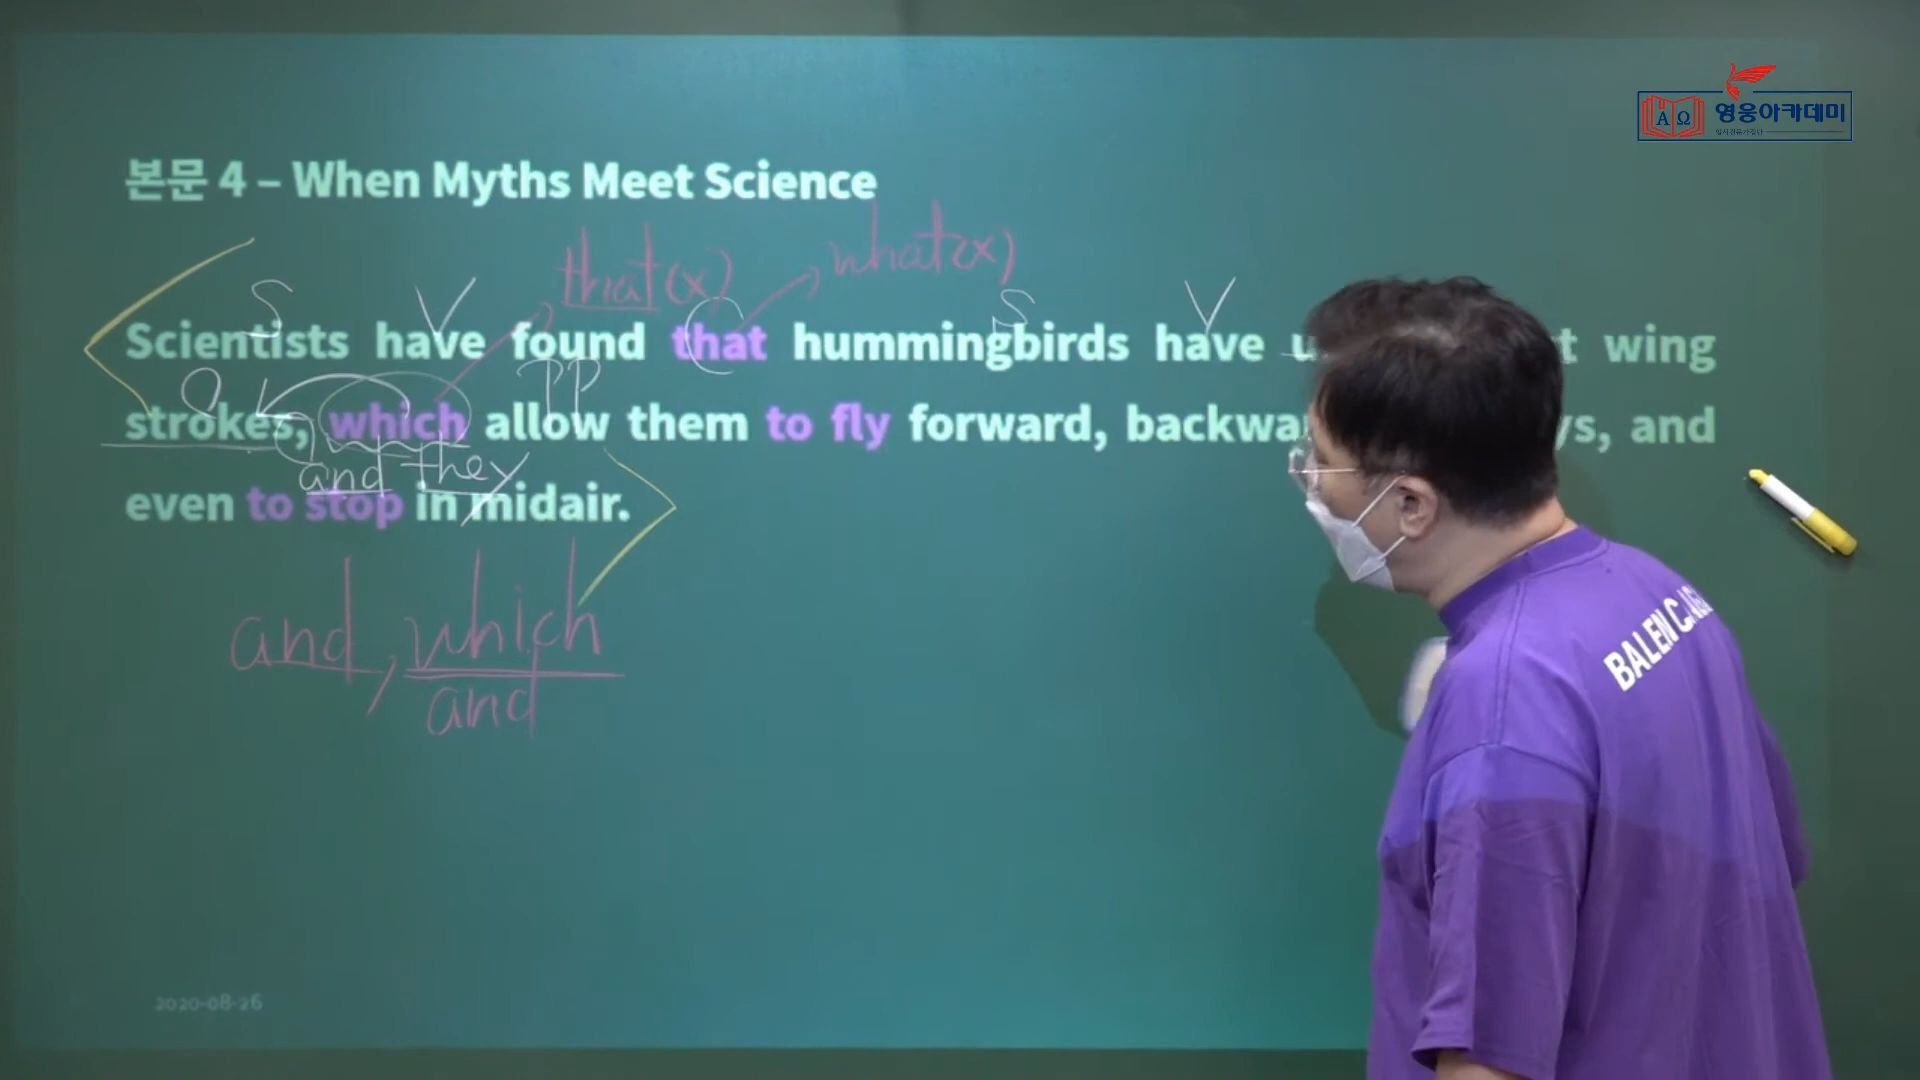 영웅아카데미
본문 4 – When Myths Meet Science
that(x) what(x)
S V S V
Scientists have found that hummingbirds have wing
O PP
strokes, which allow them to fly forward, and
and they
even to stop in midair.
and, which
and
BALENCIAGA
2020-08-26